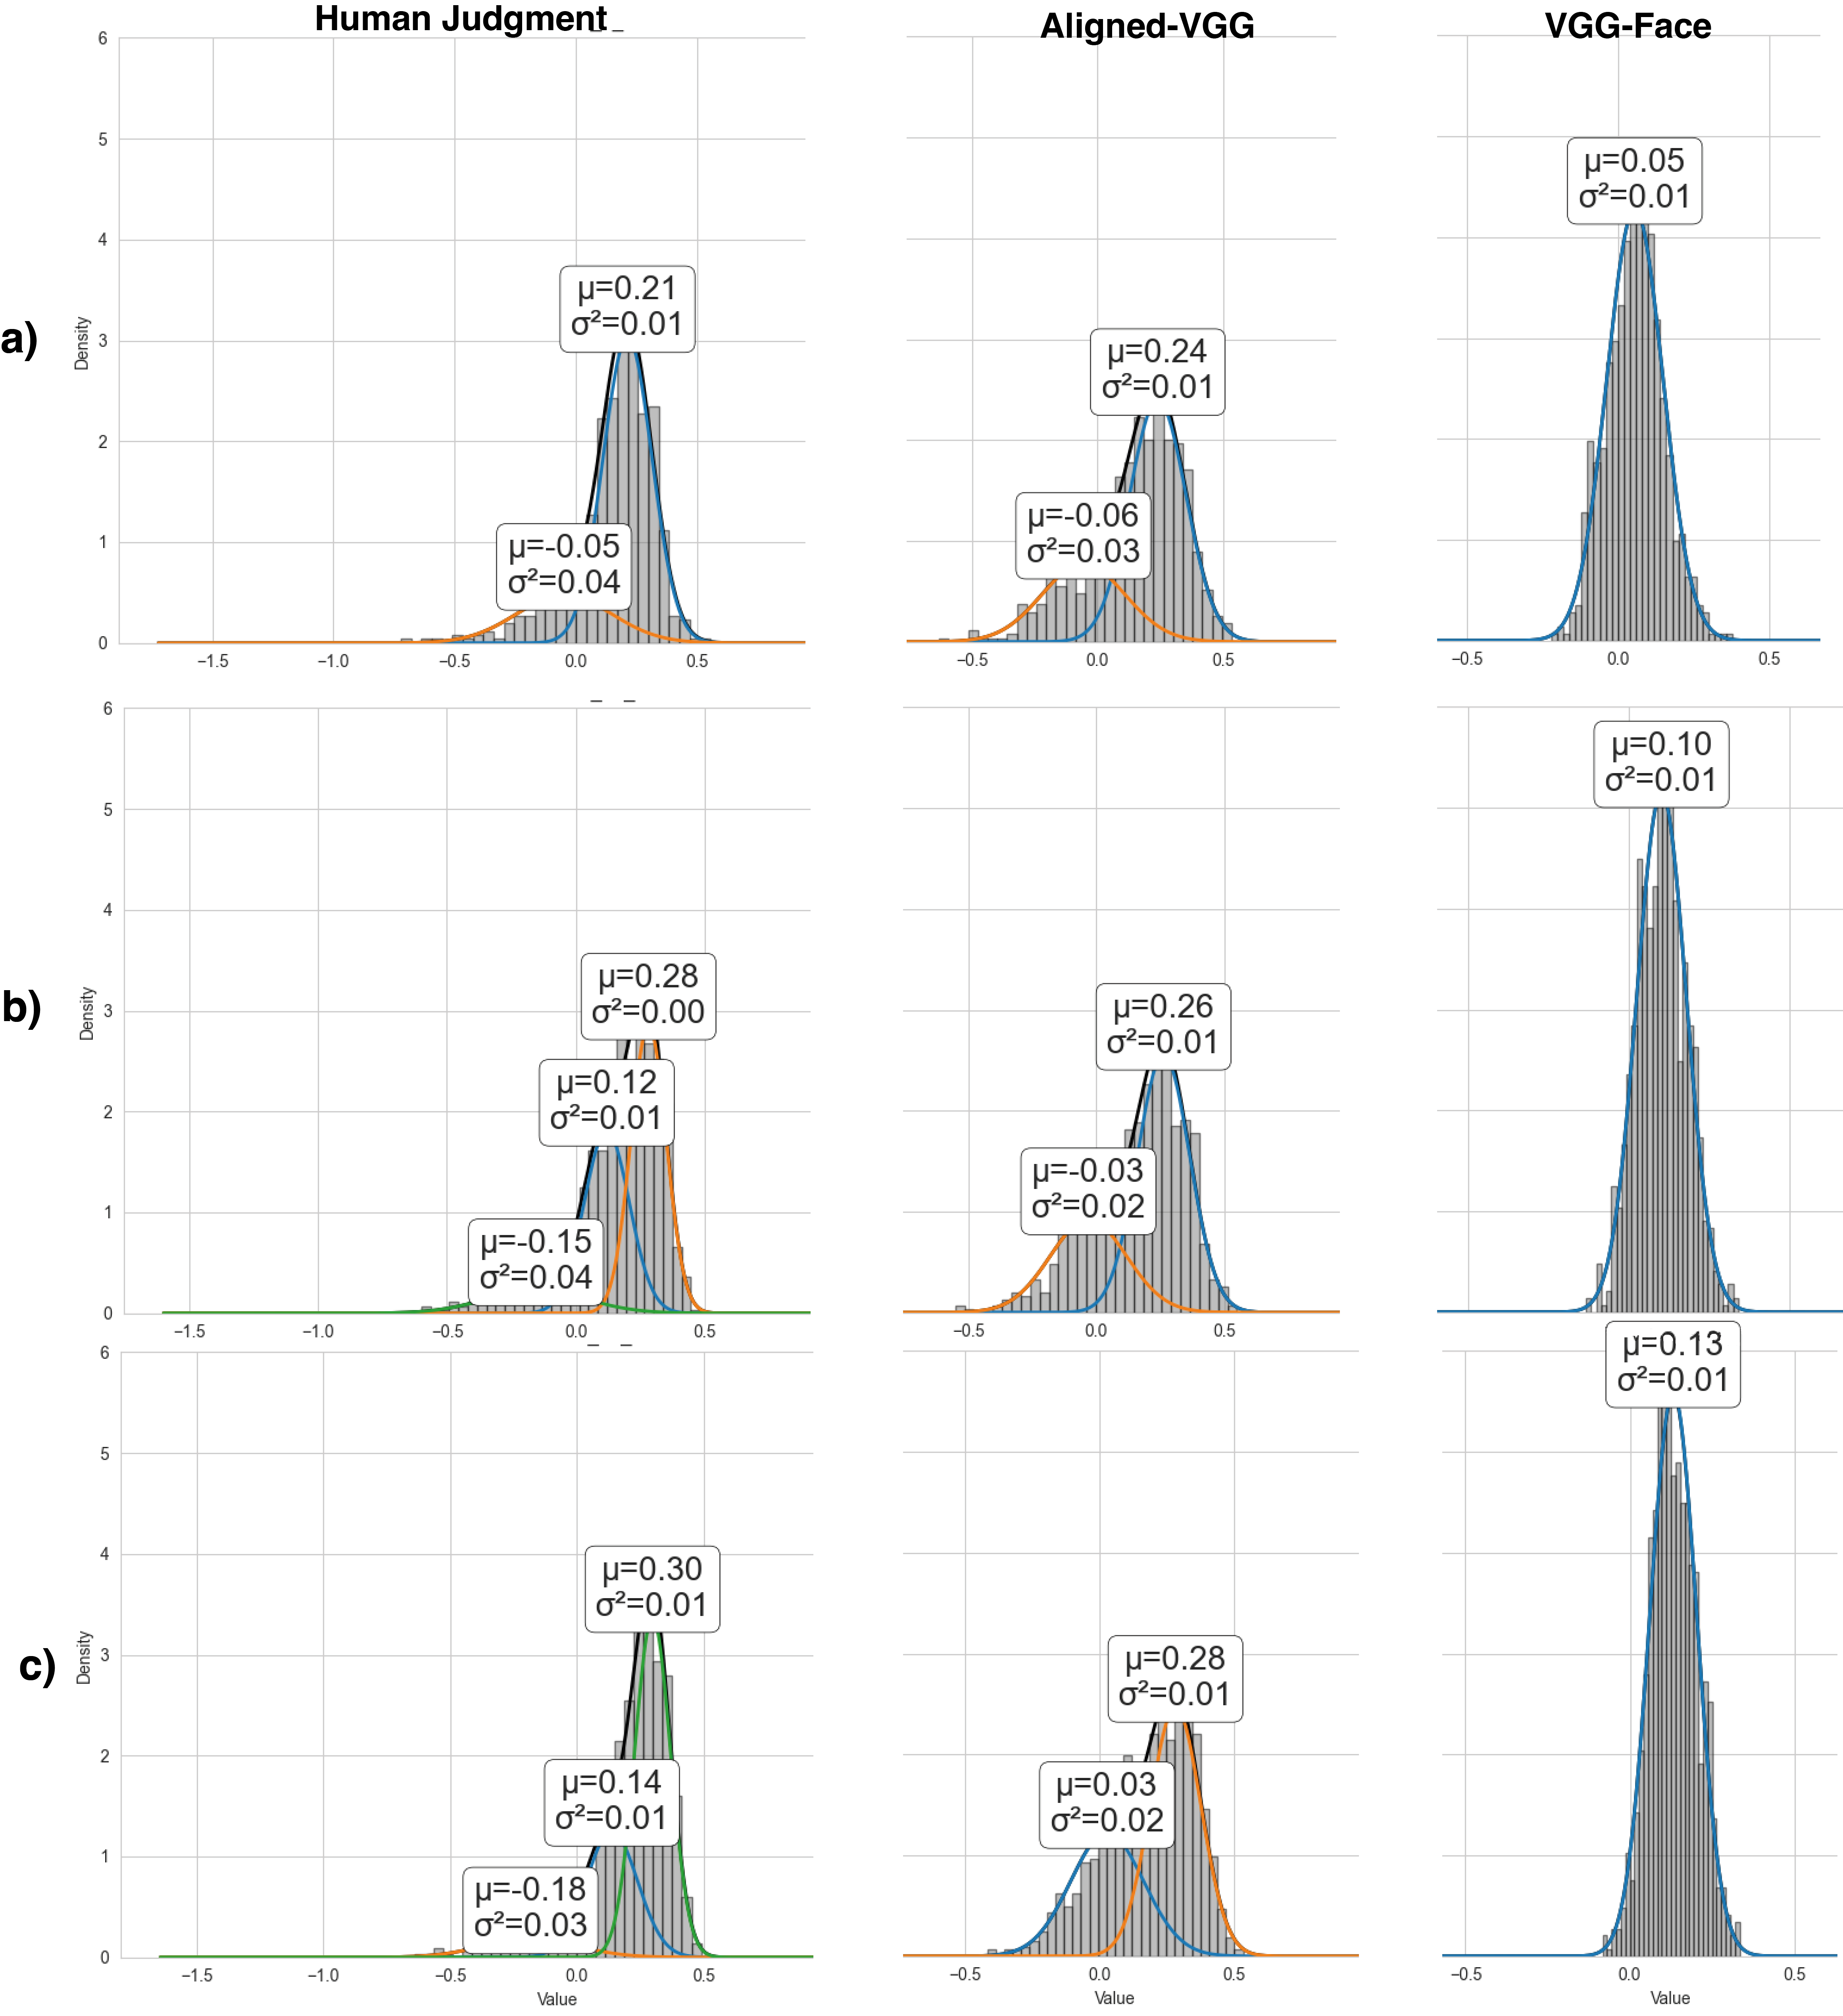 Human Judgment
Aligned-VGG
VGG-Face
a)
Density
6
5
4
3
2
1
0
μ=0.21
σ²=0.01
μ=-0.05
σ²=0.04
−1.5
−1.0
−0.5
0.0
0.5
μ=0.24
σ²=0.01
μ=-0.06
σ²=0.03
−0.5
0.0
0.5
μ=0.05
σ²=0.01
−0.5
0.0
0.5
b)
Density
6
5
4
3
2
1
0
μ=0.28
σ²=0.00
μ=0.12
σ²=0.01
μ=-0.15
σ²=0.04
−1.5
−1.0
−0.5
0.0
0.5
μ=0.26
σ²=0.01
μ=-0.03
σ²=0.02
−0.5
0.0
0.5
μ=0.10
σ²=0.01
c)
Density
6
5
4
3
2
1
0
μ=0.30
σ²=0.01
μ=0.14
σ²=0.01
μ=-0.18
σ²=0.03
−1.5
−1.0
−0.5
0.0
0.5
Value
μ=0.28
σ²=0.01
μ=0.03
σ²=0.02
−0.5
0.0
0.5
Value
μ=0.13
σ²=0.01
−0.5
0.0
0.5
Value